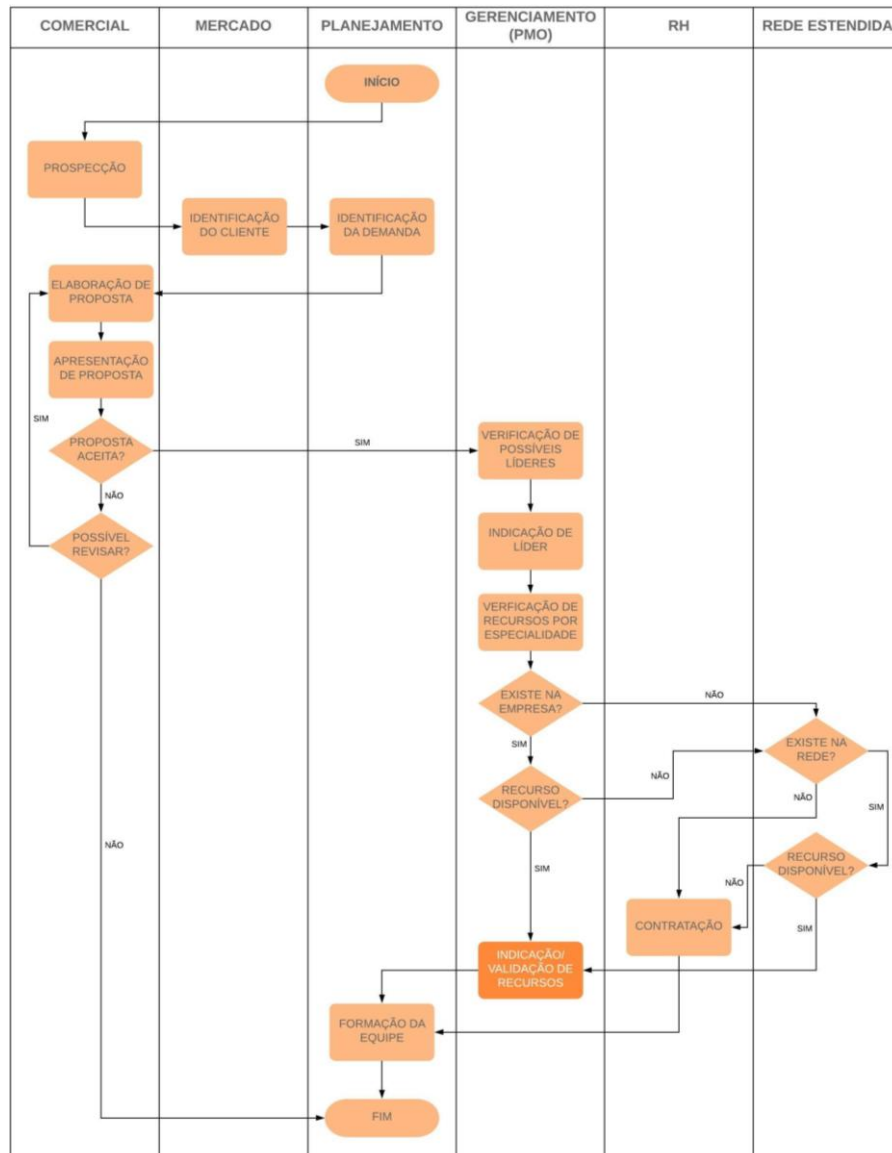 COMERCIAL
MERCADO
PLANEJAMENTO
GERENCIAMENTO
(PMO)
RH
REDE ESTENDIDA
INÍCIO
PROSPECÇÃO
IDENTIFICAÇÃO
DO CLIENTE
IDENTIFICAÇÃO
DA DEMANDA
ELABORAÇÃO DE
PROPOSTA
APRESENTAÇÃO
DE PROPOSTA
SIM
PROPOSTA
ACEITA?
SIM
VERIFICAÇÃO DE
POSSÍVEIS
LÍDERES
NÃO
POSSÍVEL
REVISAR?
INDICAÇÃO DE
LÍDER
VERFICAÇÃO DE
RECURSOS POR
ESPECIALIDADE
EXISTE NA
EMPRESA?
NÃO
SIM
EXISTE NA
REDE?
NÃO
RECURSO
DISPONÍVEL?
NÃO
SIM
NÃO
SIM
RECURSO
DISPONÍVEL?
NÃO
CONTRATAÇÃO
SIM
INDICAÇÃO/
VALIDAÇÃO DE
RECURSOS
FORMAÇÃO DA
EQUIPE
FIM